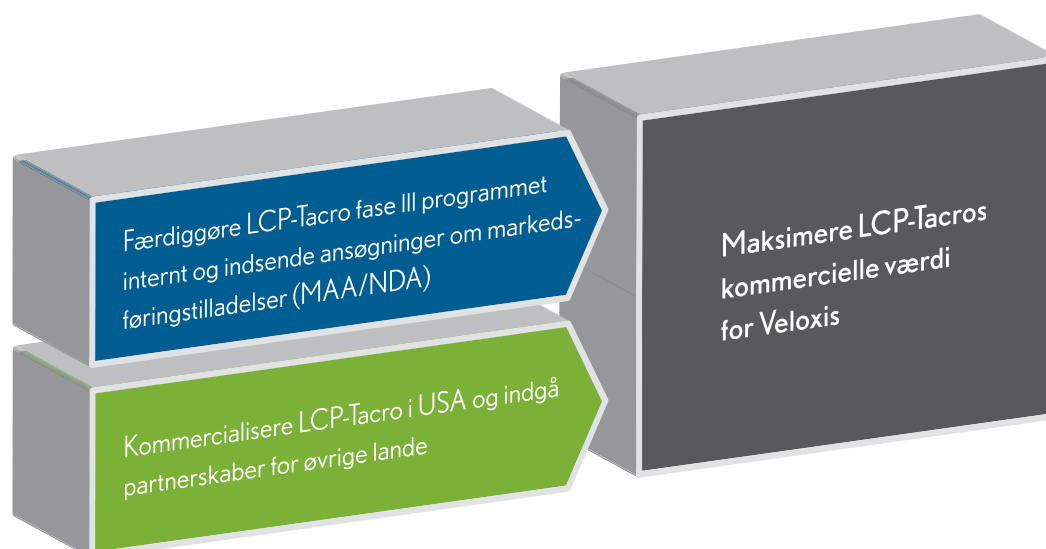 Færdiggøre LCP-Tacro fase III programmet
internt og indsende ansøgninger om markeds-
føringstilladelser (MAA/NDA)
Kommercialisere LCP-Tacro i USA og indgå
partnerskaber for øvrige lande
Maksimere LCP-Tacros
kommercielle værdi
for Veloxis